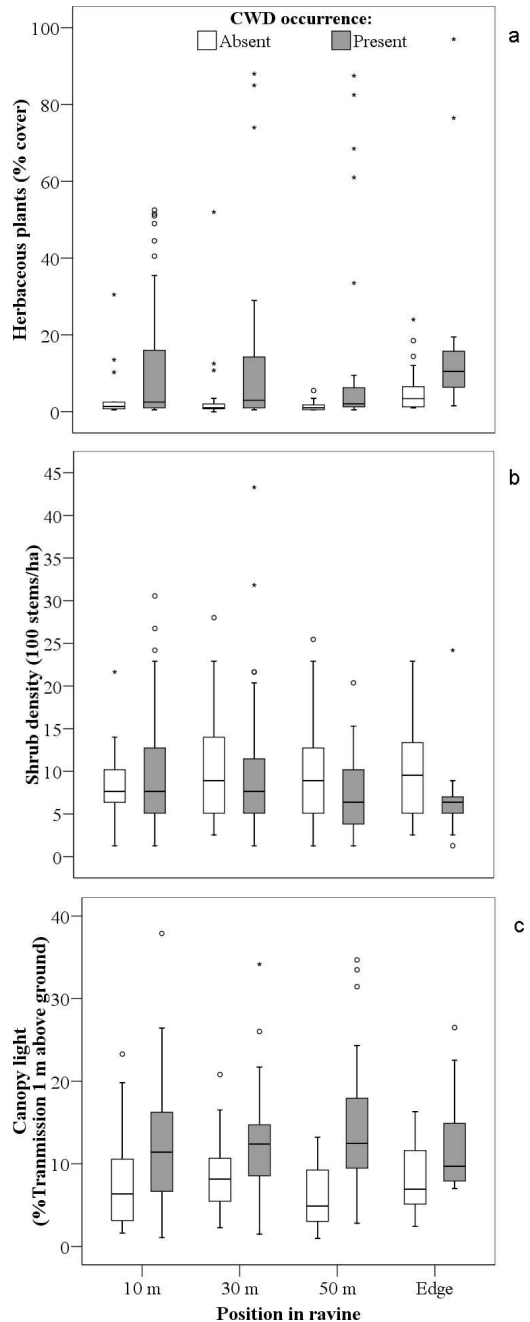 CWD occurrence:
Absent Present
a
Herbaceous plants (% cover)
100
80
60
40
20
0
b
Shrub density (100 stems/ha)
45
40
35
30
25
20
15
10
5
0
c
Canopy light
(%Tranmission 1 m above ground)
40
30
20
10
0
10 m 30 m 50 m Edge
Position in ravine